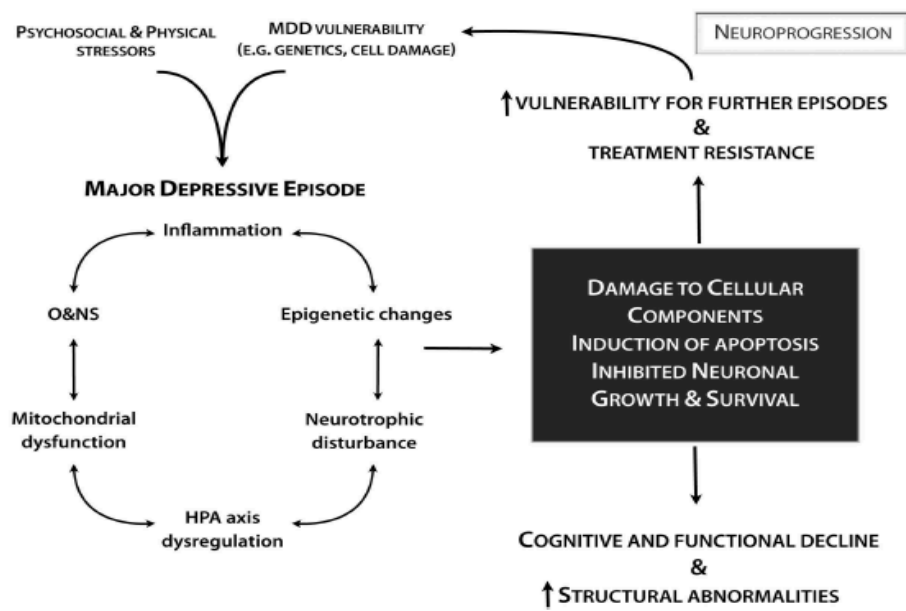 PSYCHOSOCIAL & PHYSICAL
STRESSORS
MDD VULNERABILITY
(E.G. GENETICS, CELL DAMAGE)
NEUROPROGRESSION
VULNERABILITY FOR FURTHER EPISODES
&
TREATMENT RESISTANCE
MAJOR DEPRESSIVE EPISODE
Inflammation
O&NS
Epigenetic changes
Mitochondrial
dysfunction
Neurotrophic
disturbance
HPA axis
dysregulation
DAMAGE TO CELLULAR
COMPONENTS
INDUCTION OF APOPTOSIS
INHIBITED NEURONAL
GROWTH & SURVIVAL
COGNITIVE AND FUNCTIONAL DECLINE
&
STRUCTURAL ABNORMALITIES